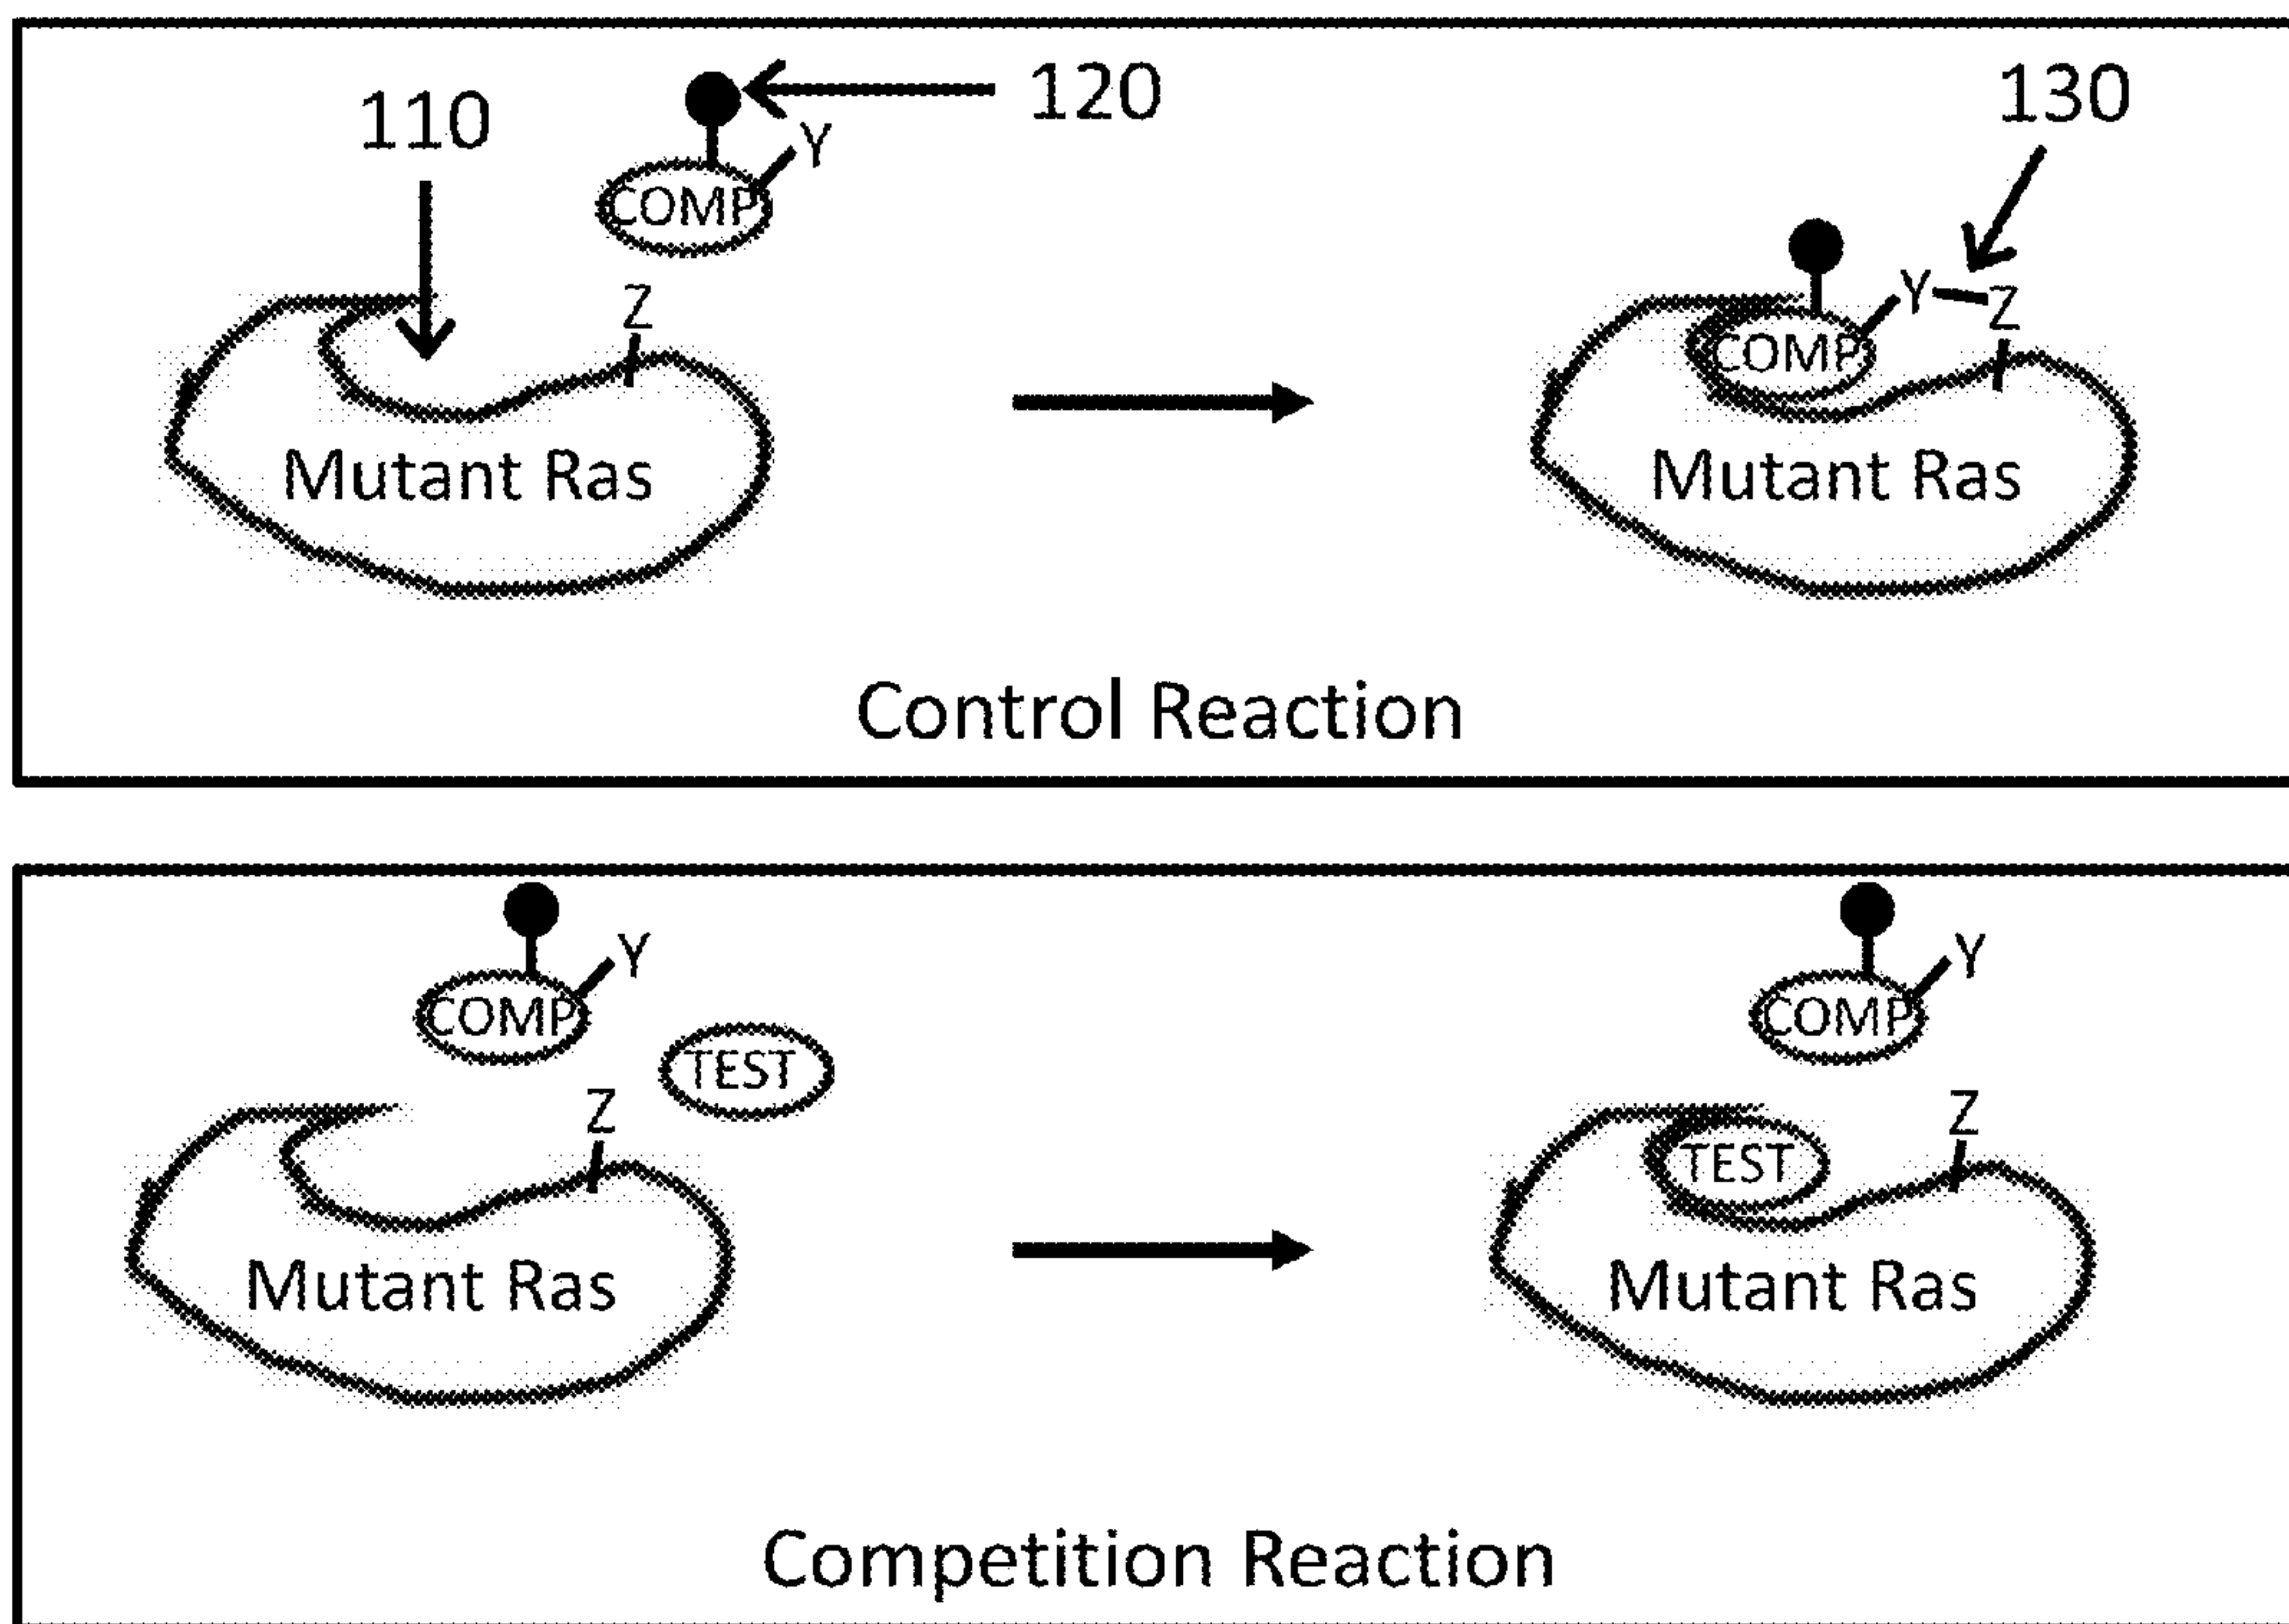 110
120
130
Y
COMP
Z
Mutant Ras
Y
Z
COMP
Mutant Ras
Control Reaction
Y
COMP
TEST
Z
Mutant Ras
Y
COMP
Z
TEST
Mutant Ras
Competition Reaction